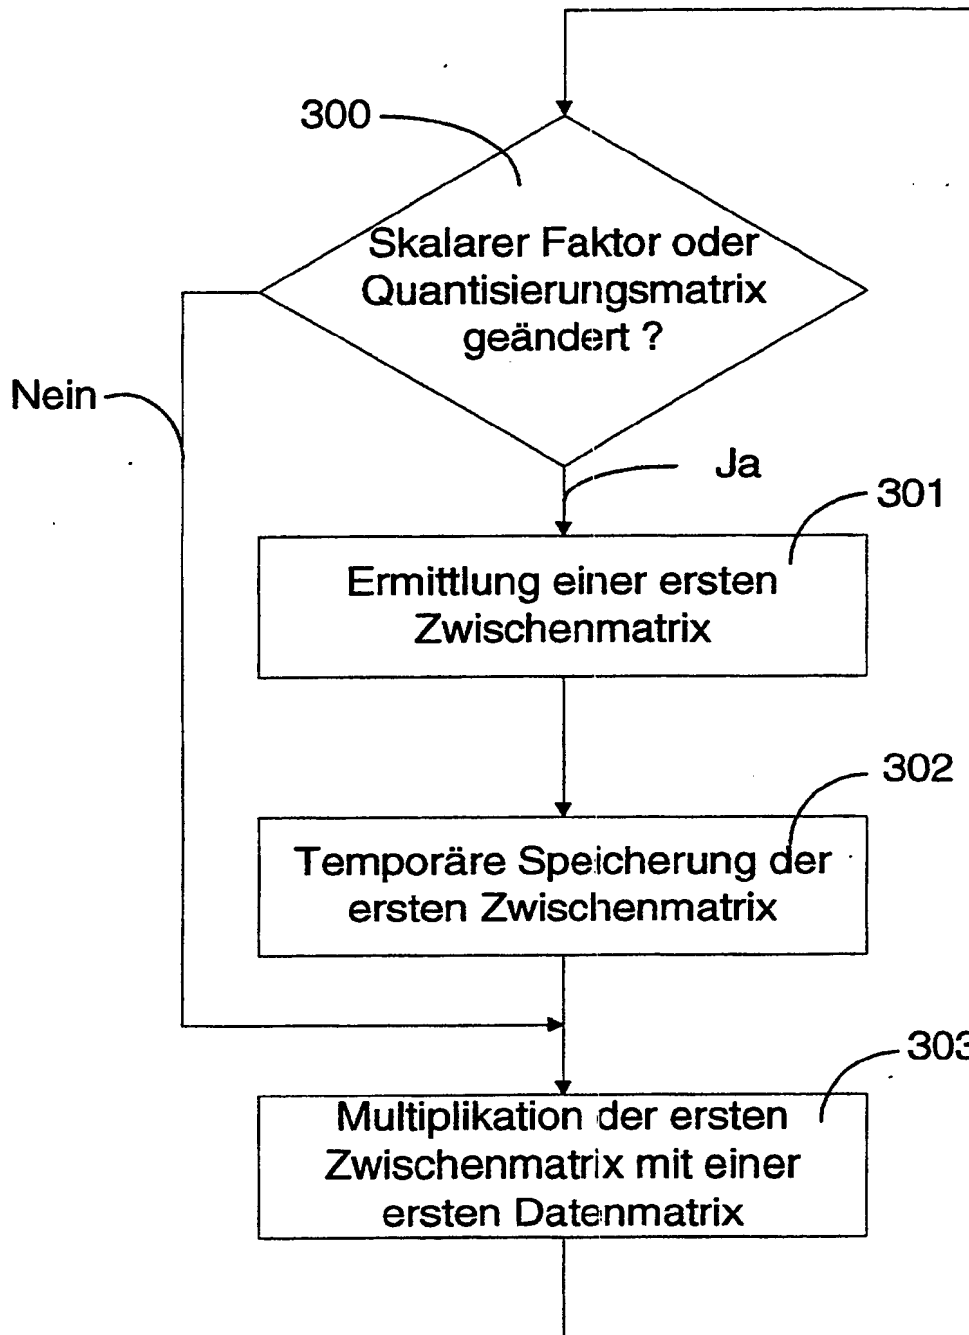 300
Skalarer Faktor oder
Quantisierungsmatrix
geändert ?
Nein
Ja
301
Ermittlung einer ersten
Zwischenmatrix
302
Temporäre Speicherung der
ersten Zwischenmatrix
303
Multiplikation der ersten
Zwischenmatrix mit einer
ersten Datenmatrix